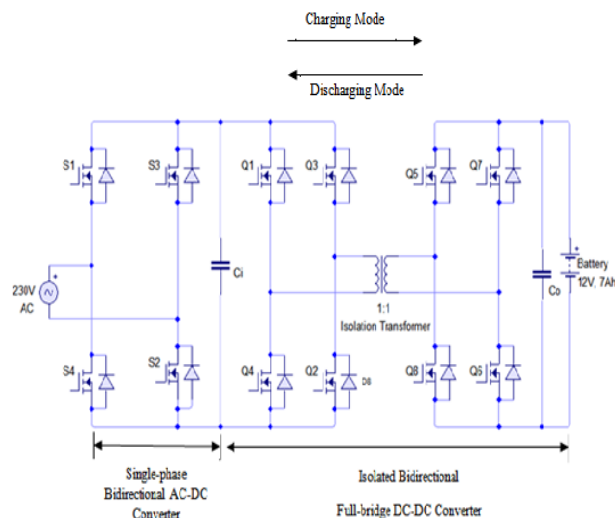 Charging Mode
Discharging Mode
S1
S3
Q1
Q3
Q5
Q7
230V
AC
Ci
1:1
Isolation Transformer
Co
Battery
12V, 7Ah
S4
S2
Q4
Q2
D8
Q8
Q6
Single-phase
Bidirectional AC-DC
Converter
Isolated Bidirectional
Full-bridge DC-DC Converter